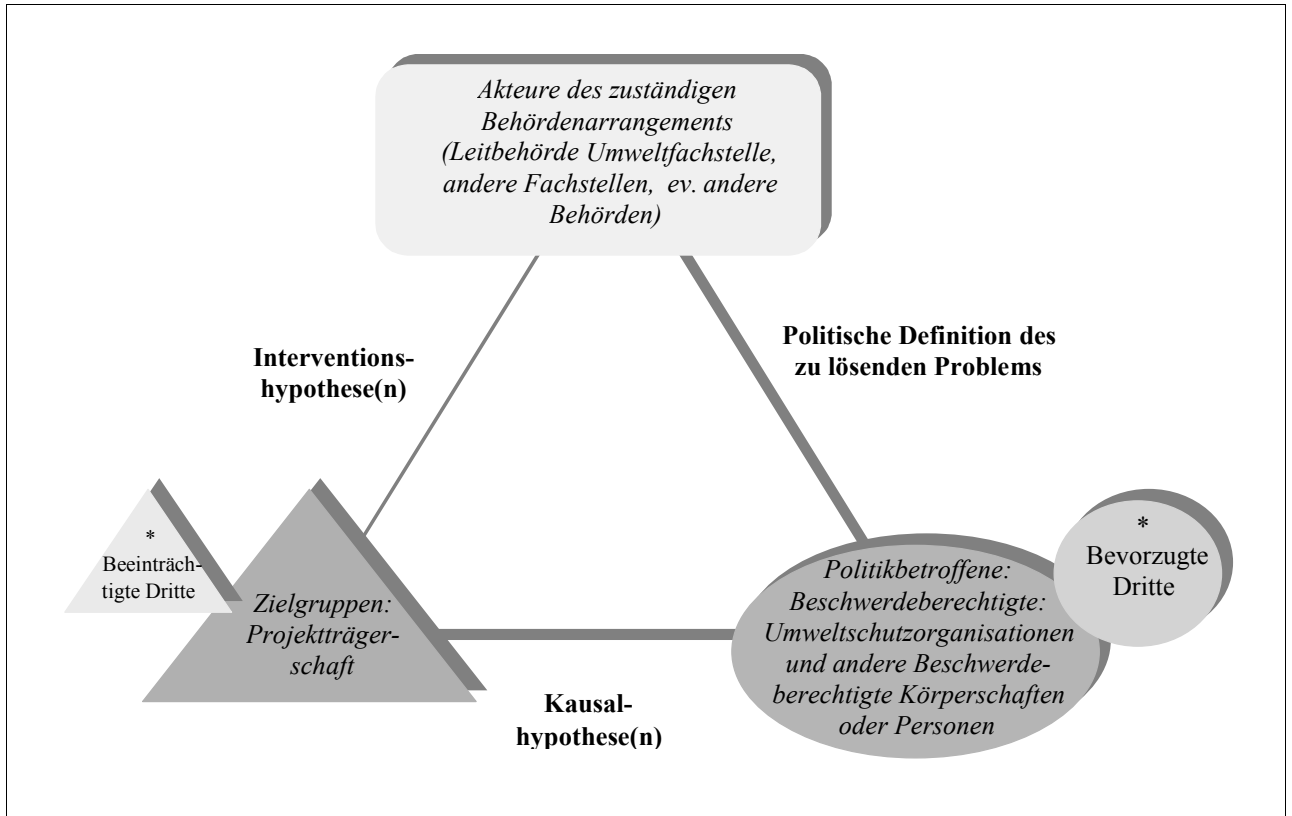 Akteure des zuständigen
Behördenarrangements
(Leitbehörde Umweltfachstelle,
andere Fachstellen, ev. andere
Behörden)
Interventions-
hypothese(n)
Politische Definition des
zu lösenden Problems
*
Beeinträch-
tigte Dritte
Zielgruppen:
Projektträger-
schaft
Kausal-
hypothese(n)
Politikbetroffene:
Beschwerdeberechtigte:
Umweltschutzorganisationen
und andere Beschwerde-
berechtigte Körperschaften
oder Personen
*
Bevorzugte
Dritte